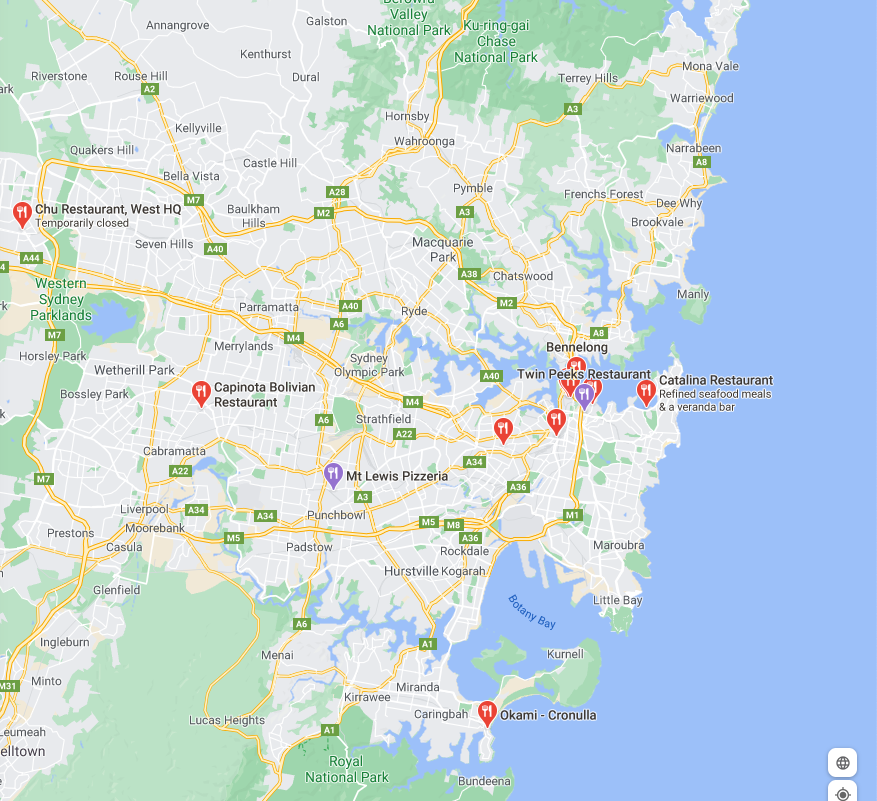 Berowra
Valley
National Park
Ku-ring-gai
Chase
National Park
Annangrove
Galston
Kenthurst
Mona Vale
Riverstone
Rouse Hill
Dural
Terrey Hills
ark
A2
Warriewood
A3
Hornsby
Kellyville
Wahroonga
Quakers Hill
Narrabeen
Castle Hill
A8
Bella Vista
Pymble
A28
Frenchs Forest
M7
Dee Why
Chu Restaurant, West HQ
Temporarily closed
Baulkham
Hills
M2
A3
Brookvale
Seven Hills
A40
Macquarie
Park
A44
4
A38
Chatswood
Western
Sydney
Parklands
Manly
M2
Parramatta
A40
Ryde
A6
A8
M7
M4
Merrylands
Bennelong
Horsley Park
Sydney
Olympic Park
Wetherill Park
A40
Twin Peeks Restaurant
Catalina Restaurant
Refined seafood meals
& a veranda bar
Capinota Bolivian
Restaurant
Bossley Park
M4
A6
Strathfield
A22
Cabramatta
A34
A22
Mt Lewis Pizzeria
M7
A36
A3
Liverpool
A34
A34
Punchbowl
M1
Moorebank
M5
M8
Prestons
M5
A36
Casula
Padstow
Rockdale
Maroubra
Hurstville
Kogarah
Glenfield
Little Bay
Botany Bay
A6
Ingleburn
A1
Menai
Kurnell
Minto
M31
Miranda
Kirrawee
Caringbah
Okami - Cronulla
Lucas Heights
Leumeah
A1
elltown
Royal
National Park
Bundeena